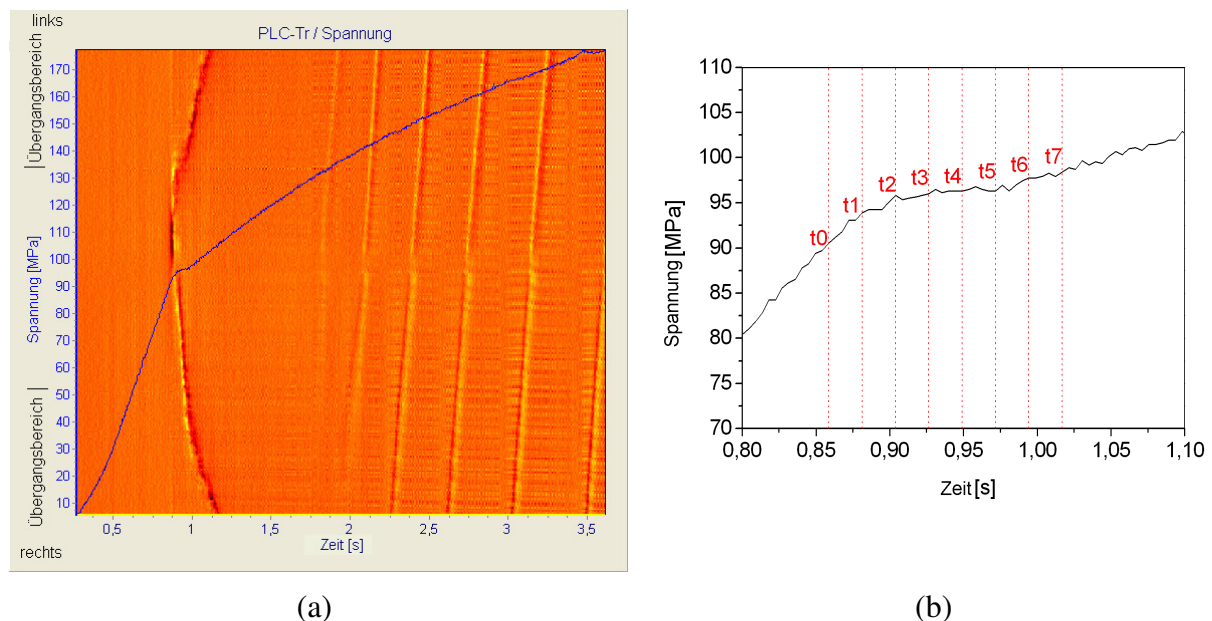 links
PLC-Tr / Spannung
Übergangsbereich
Spannung [MPa]
Übergangsbereich
170
160
150
140
130
120
110
100
90
80
70
60
50
40
30
20
10
0,5
1
1,5
2
2,5
3
3,5
Zeit [s]
rechts
(a)
110
105
100
95
90
85
80
75
70
Spannung [MPa]
t0
t1
t2
t3
t4
t5
t6
t7
0,80
0,85
0,90
0,95
1,00
1,05
1,10
Zeit [s]
(b)